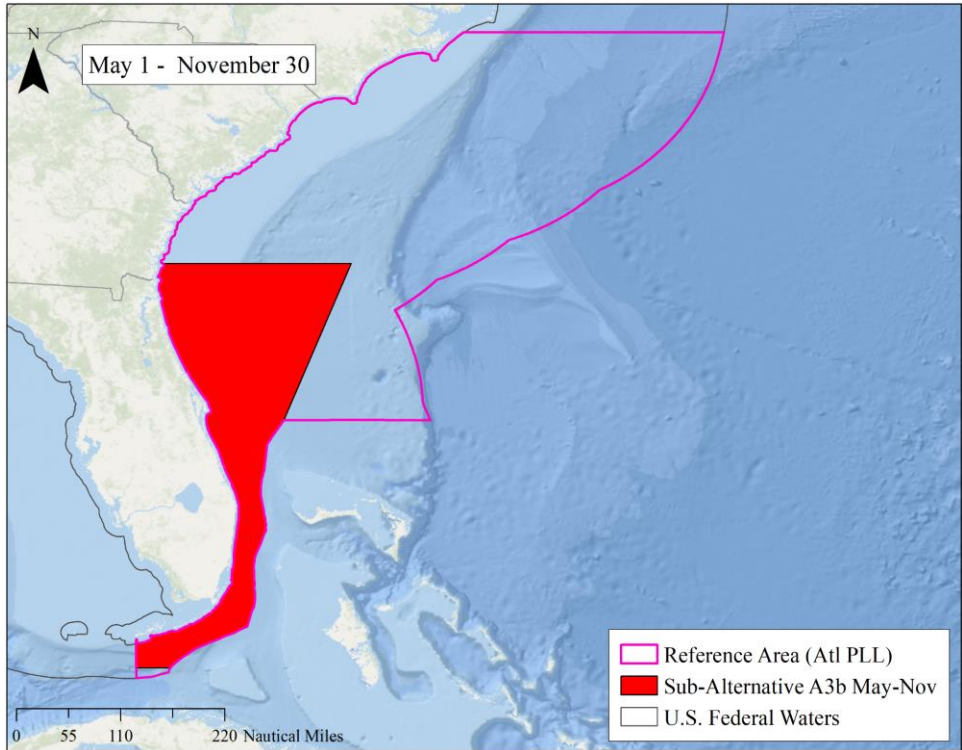 N
May 1 - November 30
Reference Area (Atl PLL)
Sub-Alternative A3b May-Nov
U.S. Federal Waters
0 55 110 220 Nautical Miles